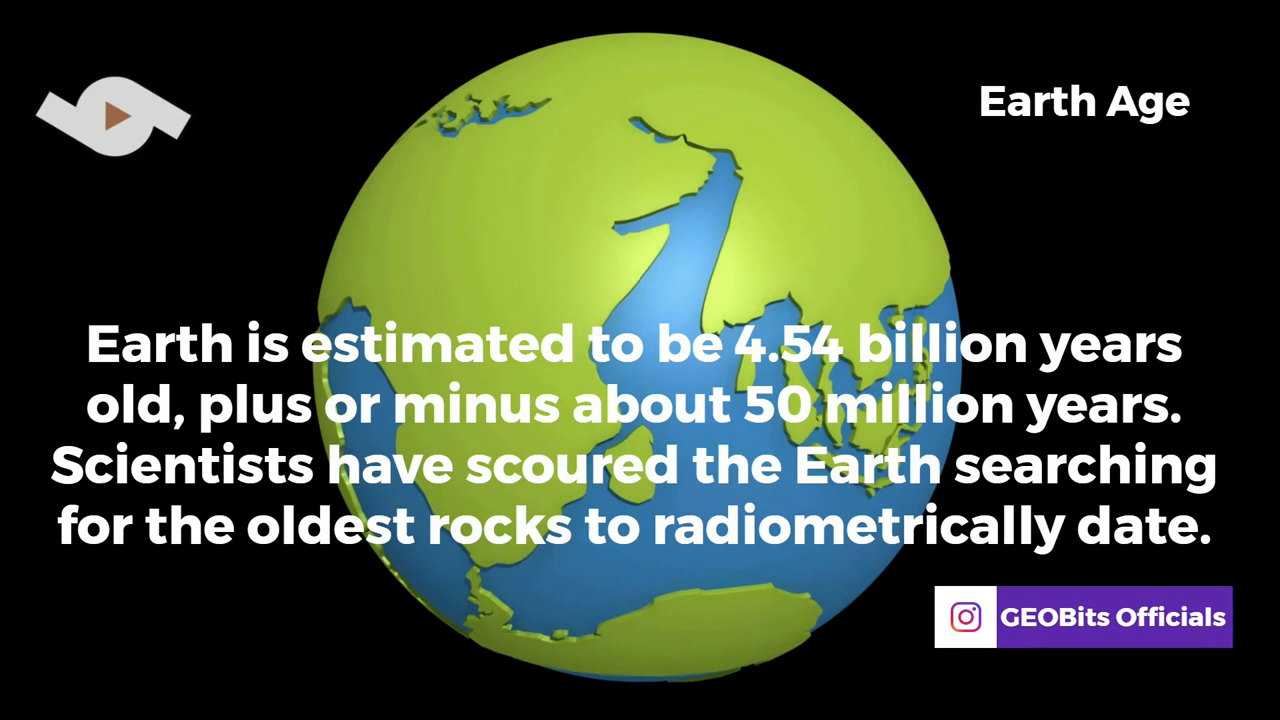 Earth Age
Earth is estimated to be 4.54 billion years
old, plus or minus about 50 million years.
Scientists have scoured the Earth searching
for the oldest rocks to radiometrically date.
GEOBits Officials